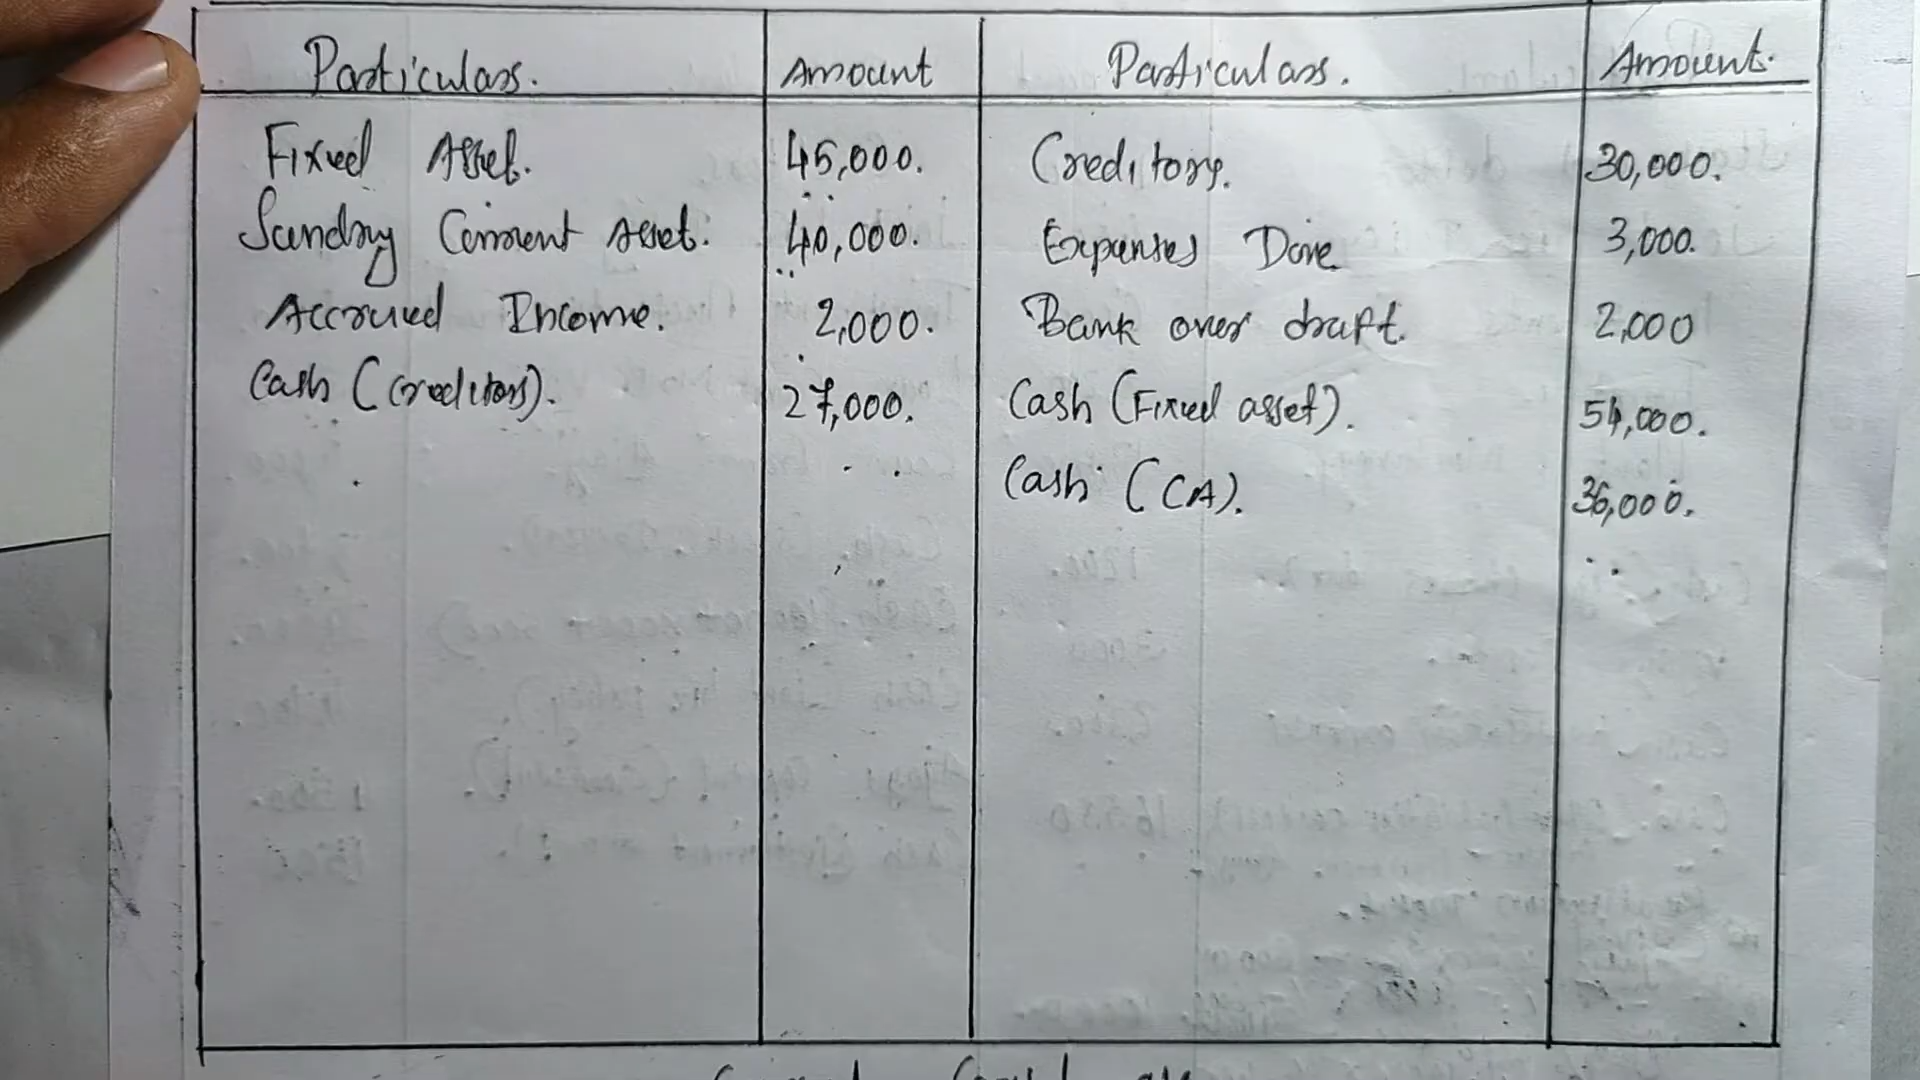 Particulars. Amount Particulars. Amount.
Fixed Asset. 45,000. Creditors. 30,000.
Sundry Current Asset. 40,000. Expenses Due 3,000.
Accrued Income. 2,000. Bank over draft. 2,000
Cash (creditors). 27,000. Cash (Fixed asset). 54,000.
Cash (CA). 36,000.